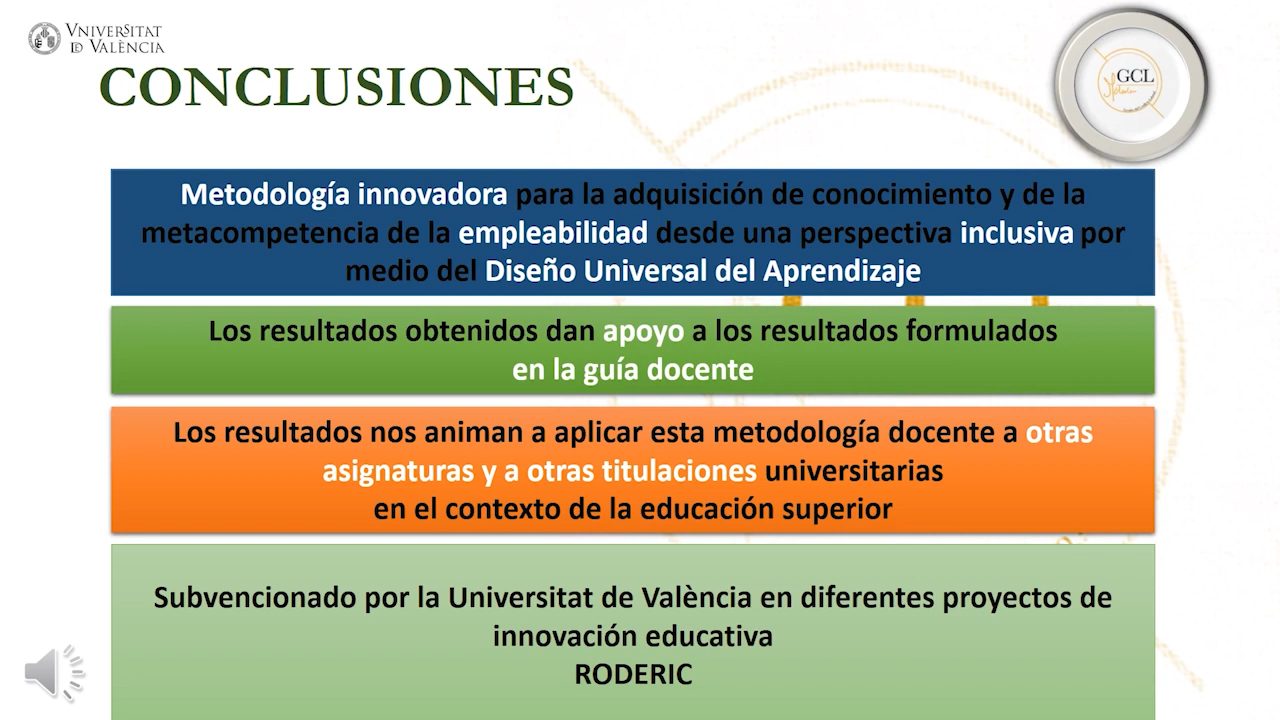 VNIVERSITAT
ID VALÈNCIA
CONCLUSIONES
GCL
Metodología innovadora para la adquisición de conocimiento y de la
metacompetencia de la empleabilidad desde una perspectiva inclusiva por
medio del Diseño Universal del Aprendizaje
Los resultados obtenidos dan apoyo a los resultados formulados
en la guía docente
Los resultados nos animan a aplicar esta metodología docente a otras
asignaturas y a otras titulaciones universitarias
en el contexto de la educación superior
Subvencionado por la Universitat de València en diferentes proyectos de
innovación educativa
RODERIC